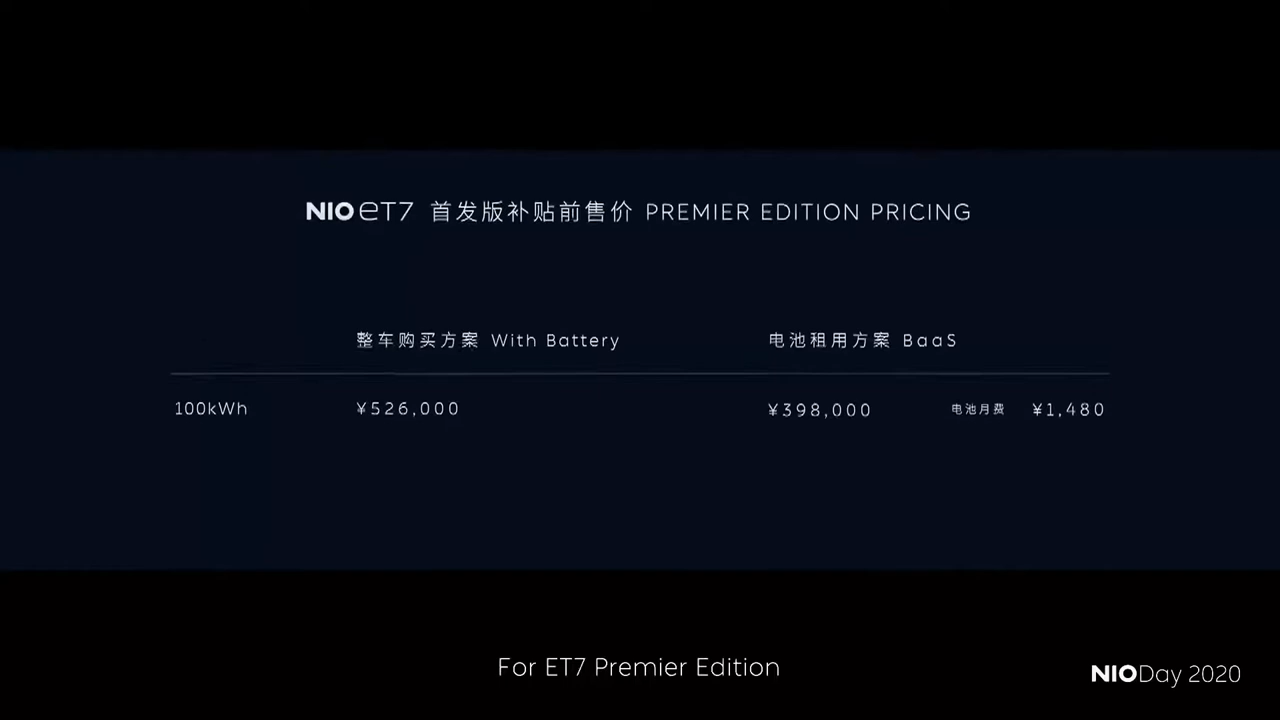 NIO eT7 首发版补贴前售价 PREMIER EDITION PRICING
整车购买方案 With Battery 电池租用方案 BaaS
100kWh ¥526,000 ¥398,000 电池月费 ¥1,480
For ET7 Premier Edition
NIODay 2020